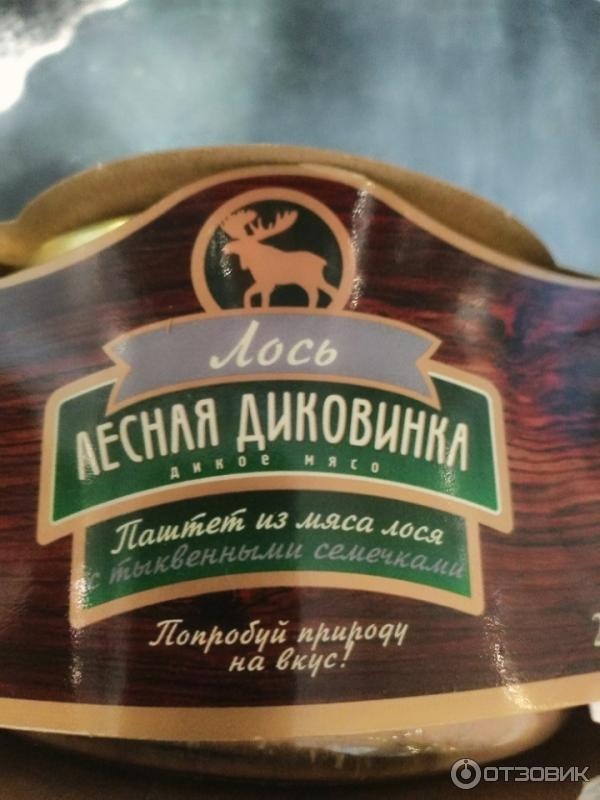 Лось
ЛЕСНАЯ ДИКОВИНКА
дикое мясо
Паштет из мяса лося
с тыквенными семечками
Попробуй природу
на вкус!
ОТЗОВИК